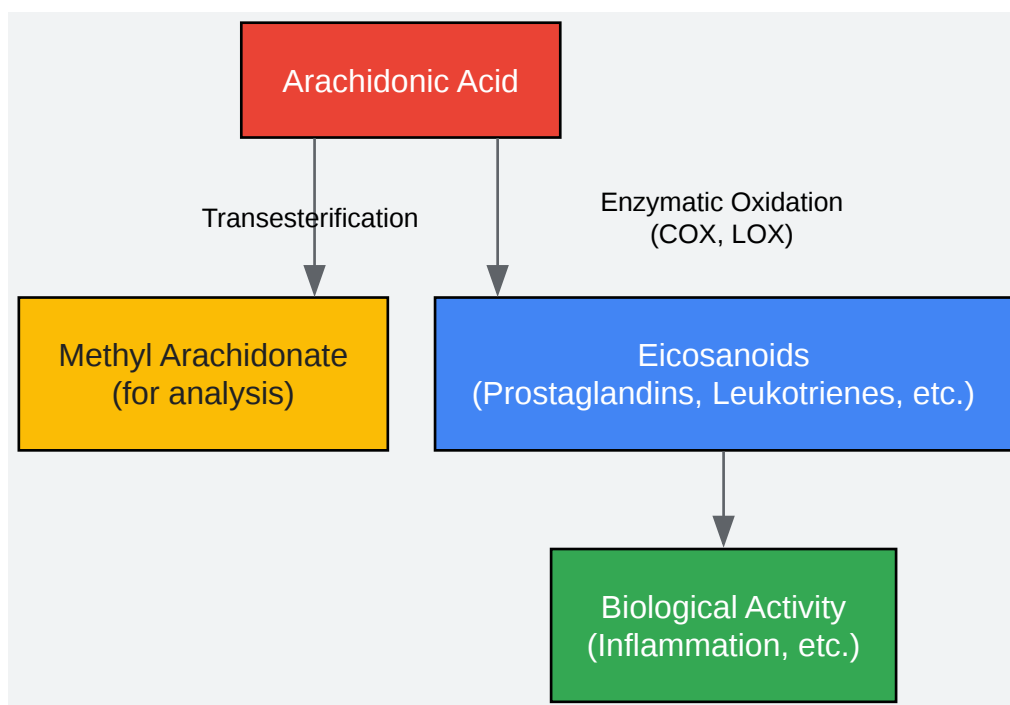 Arachidonic Acid
Transesterification
Enzymatic Oxidation
(COX, LOX)
Methyl Arachidonate
(for analysis)
Eicosanoids
(Prostaglandins, Leukotrienes, etc.)
Biological Activity
(Inflammation, etc.)